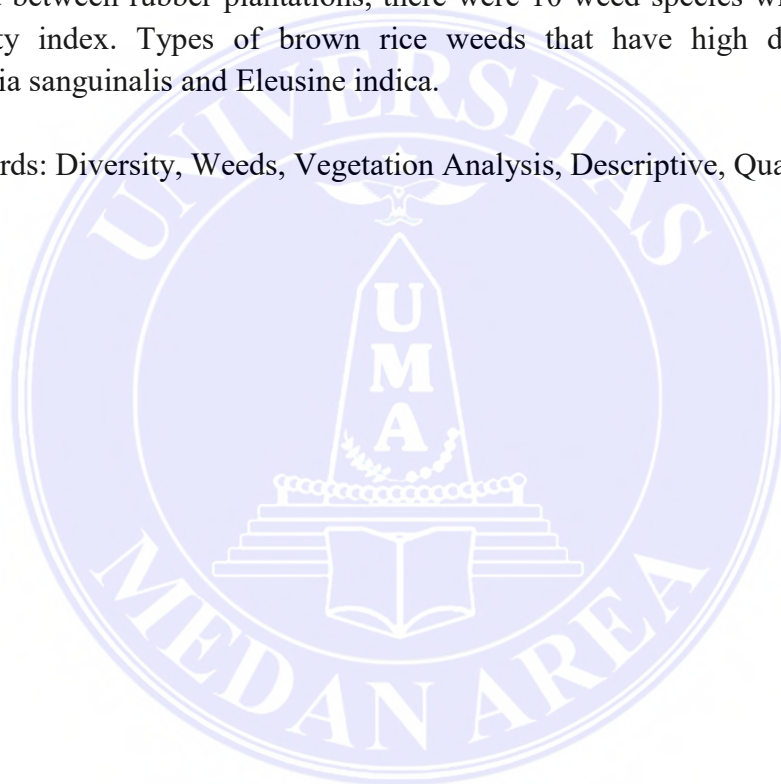 between rubber plantations, there were 10 weed species
ty index. Types of brown rice weeds that have high d
ia sanguinalis and Eleusine indica.
rds: Diversity, Weeds, Vegetation Analysis, Descriptive, Qua
UNIVERSITAS
U
M
A
MEDAN AREA